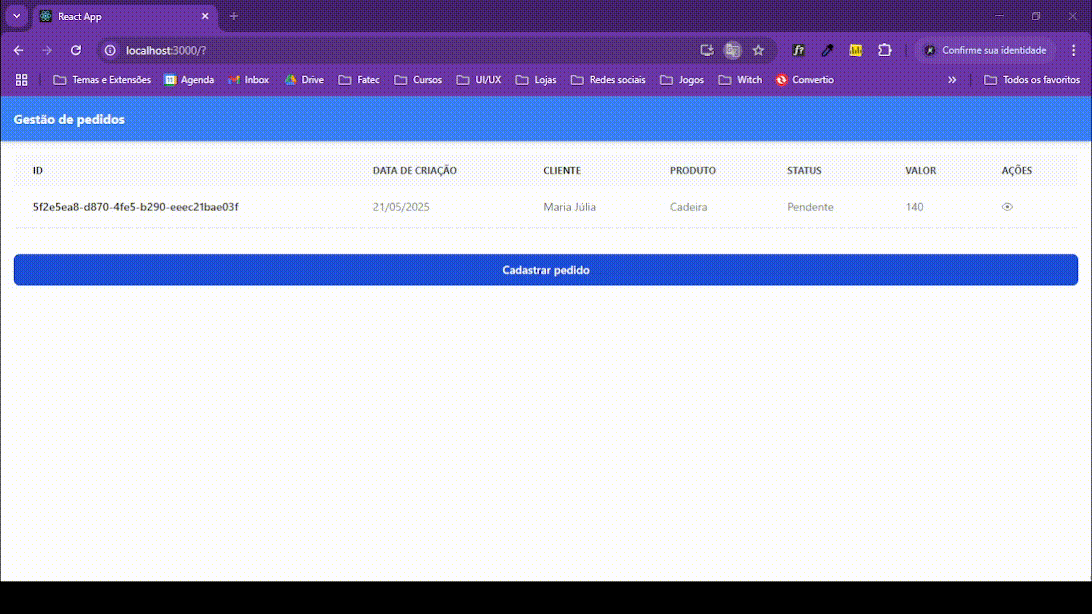 React App
localhost:3000/?
Confirme sua identidade
Temas e Extensões Agenda Inbox Drive Fatec Cursos UI/UX Lojas Redes sociais Jogos Witch Convertio » Todos os favoritos
Gestão de pedidos
ID DATA DE CRIAÇÃO CLIENTE PRODUTO STATUS VALOR AÇÕES
5f2e5ea8-d870-4fe5-b290-eeec21bae03f 21/05/2025 Maria Júlia Cadeira Pendente 140
Cadastrar pedido